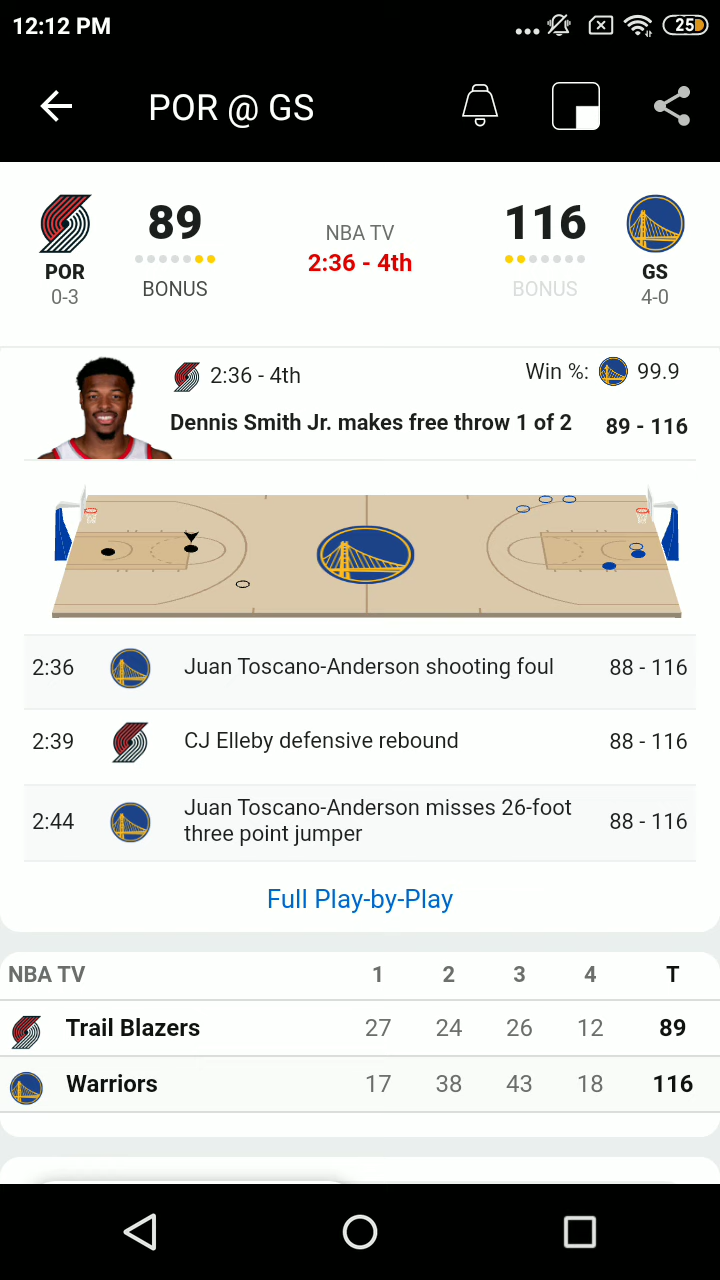 12:12 PM
25
POR @ GS
89
NBA TV
116
2:36 - 4th
POR
BONUS
BONUS
GS
0-3
4-0
2:36 - 4th
Win %:
99.9
Dennis Smith Jr. makes free throw 1 of 2
89 - 116
2:36
Juan Toscano-Anderson shooting foul
88 - 116
2:39
CJ Elleby defensive rebound
88 - 116
2:44
Juan Toscano-Anderson misses 26-foot
three point jumper
88 - 116
Full Play-by-Play
NBA TV 1 2 3 4 T
Trail Blazers 27 24 26 12 89
Warriors 17 38 43 18 116